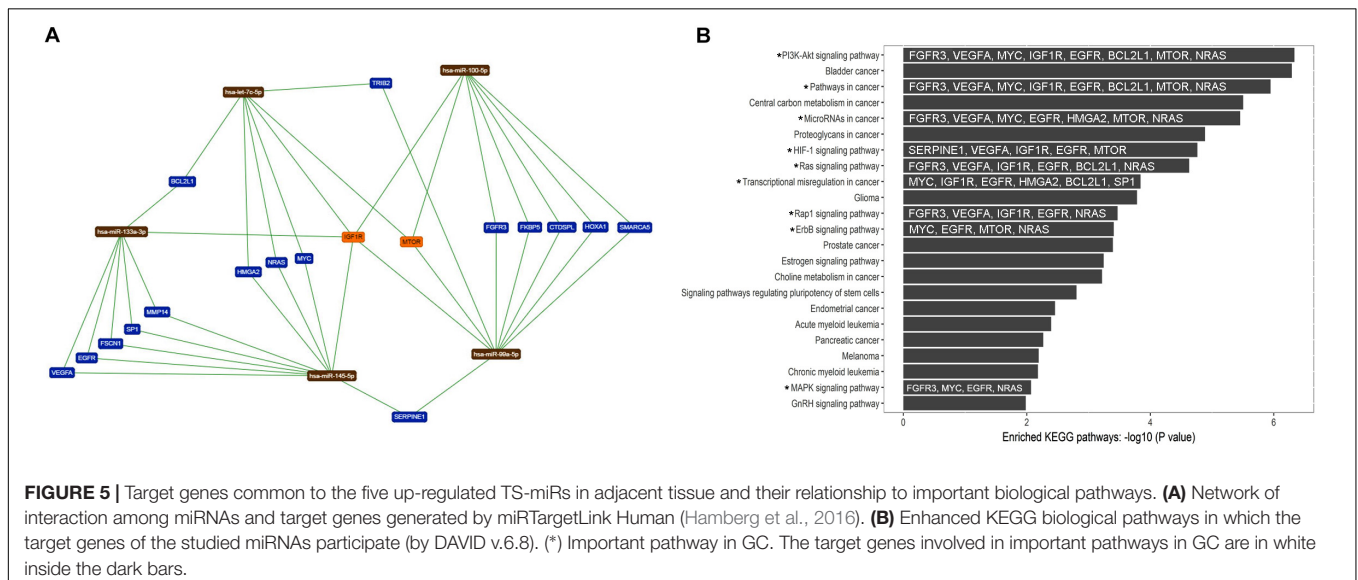 A
hsa-miR-100-5p
TRIB2
hsa-let-7c-5p
BCL2L1
hsa-miR-133a-3p
IGF1R
MTOR
FGFR3
FKBP5
CTDSPL
HOXA1
SMARCA5
HMGA2
NRAS
MYC
MMP14
SP1
FSCN1
EGFR
VEGFA
hsa-miR-145-5p
hsa-miR-99a-5p
SERPINE1
B
*PI3K-Akt signaling pathway FGFR3, VEGFA, MYC, IGF1R, EGFR, BCL2L1, MTOR, NRAS
Bladder cancer
*Pathways in cancer FGFR3, VEGFA, MYC, IGF1R, EGFR, BCL2L1, MTOR, NRAS
Central carbon metabolism in cancer
*MicroRNAs in cancer FGFR3, VEGFA, MYC, EGFR, HMGA2, MTOR, NRAS
Proteoglycans in cancer
*HIF-1 signaling pathway SERPINE1, VEGFA, IGF1R, EGFR, MTOR
*Ras signaling pathway FGFR3, VEGFA, IGF1R, EGFR, BCL2L1, NRAS
*Transcriptional misregulation in cancer MYC, IGF1R, EGFR, HMGA2, BCL2L1, SP1
Glioma
*Rap1 signaling pathway FGFR3, VEGFA, IGF1R, EGFR, NRAS
*ErbB signaling pathway MYC, EGFR, MTOR, NRAS
Prostate cancer
Estrogen signaling pathway
Choline metabolism in cancer
Signaling pathways regulating pluripotency of stem cells
Endometrial cancer
Acute myeloid leukemia
Pancreatic cancer
Melanoma
Chronic myeloid leukemia
*MAPK signaling pathway FGFR3, MYC, EGFR, NRAS
GnRH signaling pathway
0 2 4 6
Enriched KEGG pathways: -log10 (P value)
FIGURE 5 | Target genes common to the five up-regulated TS-miRs in adjacent tissue and their relationship to important biological pathways. (A) Network of
interaction among miRNAs and target genes generated by miRTargetLink Human (Hamberg et al., 2016). (B) Enhanced KEGG biological pathways in which the
target genes of the studied miRNAs participate (by DAVID v.6.8). (*) Important pathway in GC. The target genes involved in important pathways in GC are in white
inside the dark bars.